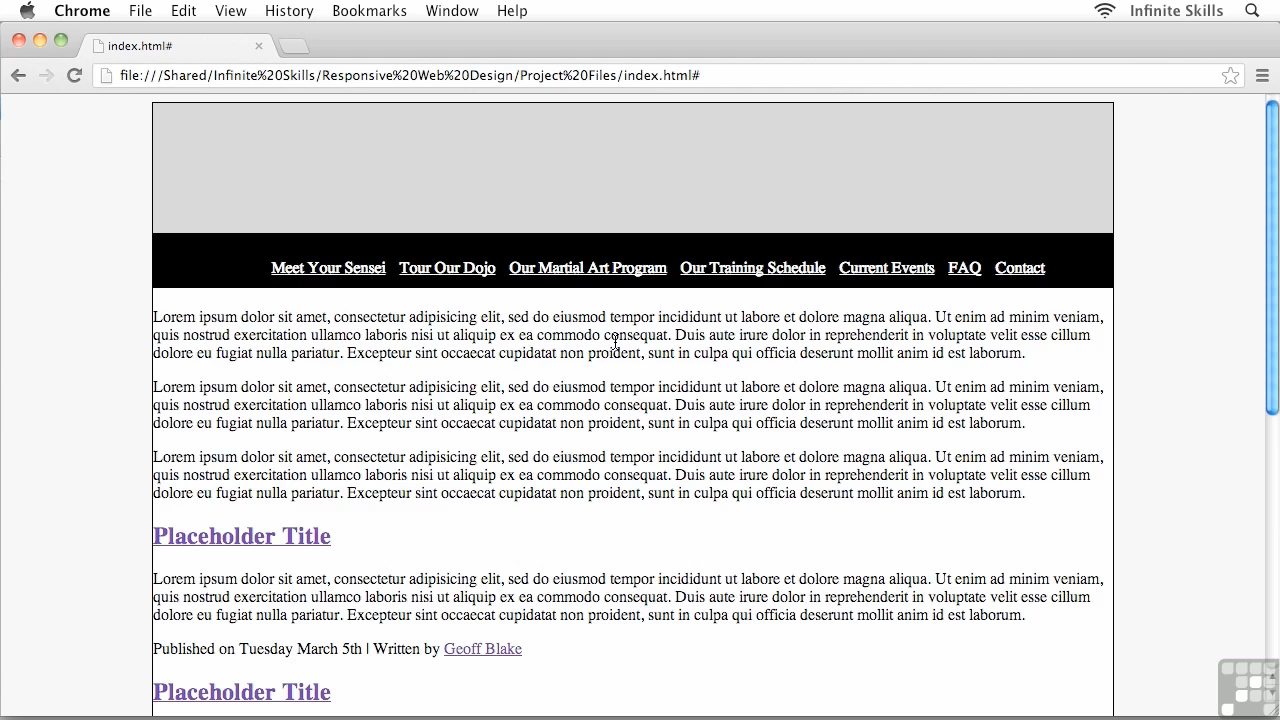 Chrome File Edit View History Bookmarks Window Help Infinite Skills
index.html#
file:///Shared/Infinite%20Skills/Responsive%20Web%20Design/Project%20Files/index.html#
Meet Your Sensei Tour Our Dojo Our Martial Art Program Our Training Schedule Current Events FAQ Contact
Lorem ipsum dolor sit amet, consectetur adipisicing elit, sed do eiusmod tempor incididunt ut labore et dolore magna aliqua. Ut enim ad minim veniam,
quis nostrud exercitation ullamco laboris nisi ut aliquip ex ea commodo consequat. Duis aute irure dolor in reprehenderit in voluptate velit esse cillum
dolore eu fugiat nulla pariatur. Excepteur sint occaecat cupidatat non proident, sunt in culpa qui officia deserunt mollit anim id est laborum.
Lorem ipsum dolor sit amet, consectetur adipisicing elit, sed do eiusmod tempor incididunt ut labore et dolore magna aliqua. Ut enim ad minim veniam,
quis nostrud exercitation ullamco laboris nisi ut aliquip ex ea commodo consequat. Duis aute irure dolor in reprehenderit in voluptate velit esse cillum
dolore eu fugiat nulla pariatur. Excepteur sint occaecat cupidatat non proident, sunt in culpa qui officia deserunt mollit anim id est laborum.
Lorem ipsum dolor sit amet, consectetur adipisicing elit, sed do eiusmod tempor incididunt ut labore et dolore magna aliqua. Ut enim ad minim veniam,
quis nostrud exercitation ullamco laboris nisi ut aliquip ex ea commodo consequat. Duis aute irure dolor in reprehenderit in voluptate velit esse cillum
dolore eu fugiat nulla pariatur. Excepteur sint occaecat cupidatat non proident, sunt in culpa qui officia deserunt mollit anim id est laborum.
Placeholder Title
Lorem ipsum dolor sit amet, consectetur adipisicing elit, sed do eiusmod tempor incididunt ut labore et dolore magna aliqua. Ut enim ad minim veniam,
quis nostrud exercitation ullamco laboris nisi ut aliquip ex ea commodo consequat. Duis aute irure dolor in reprehenderit in voluptate velit esse cillum
dolore eu fugiat nulla pariatur. Excepteur sint occaecat cupidatat non proident, sunt in culpa qui officia deserunt mollit anim id est laborum.
Published on Tuesday March 5th | Written by Geoff Blake
Placeholder Title